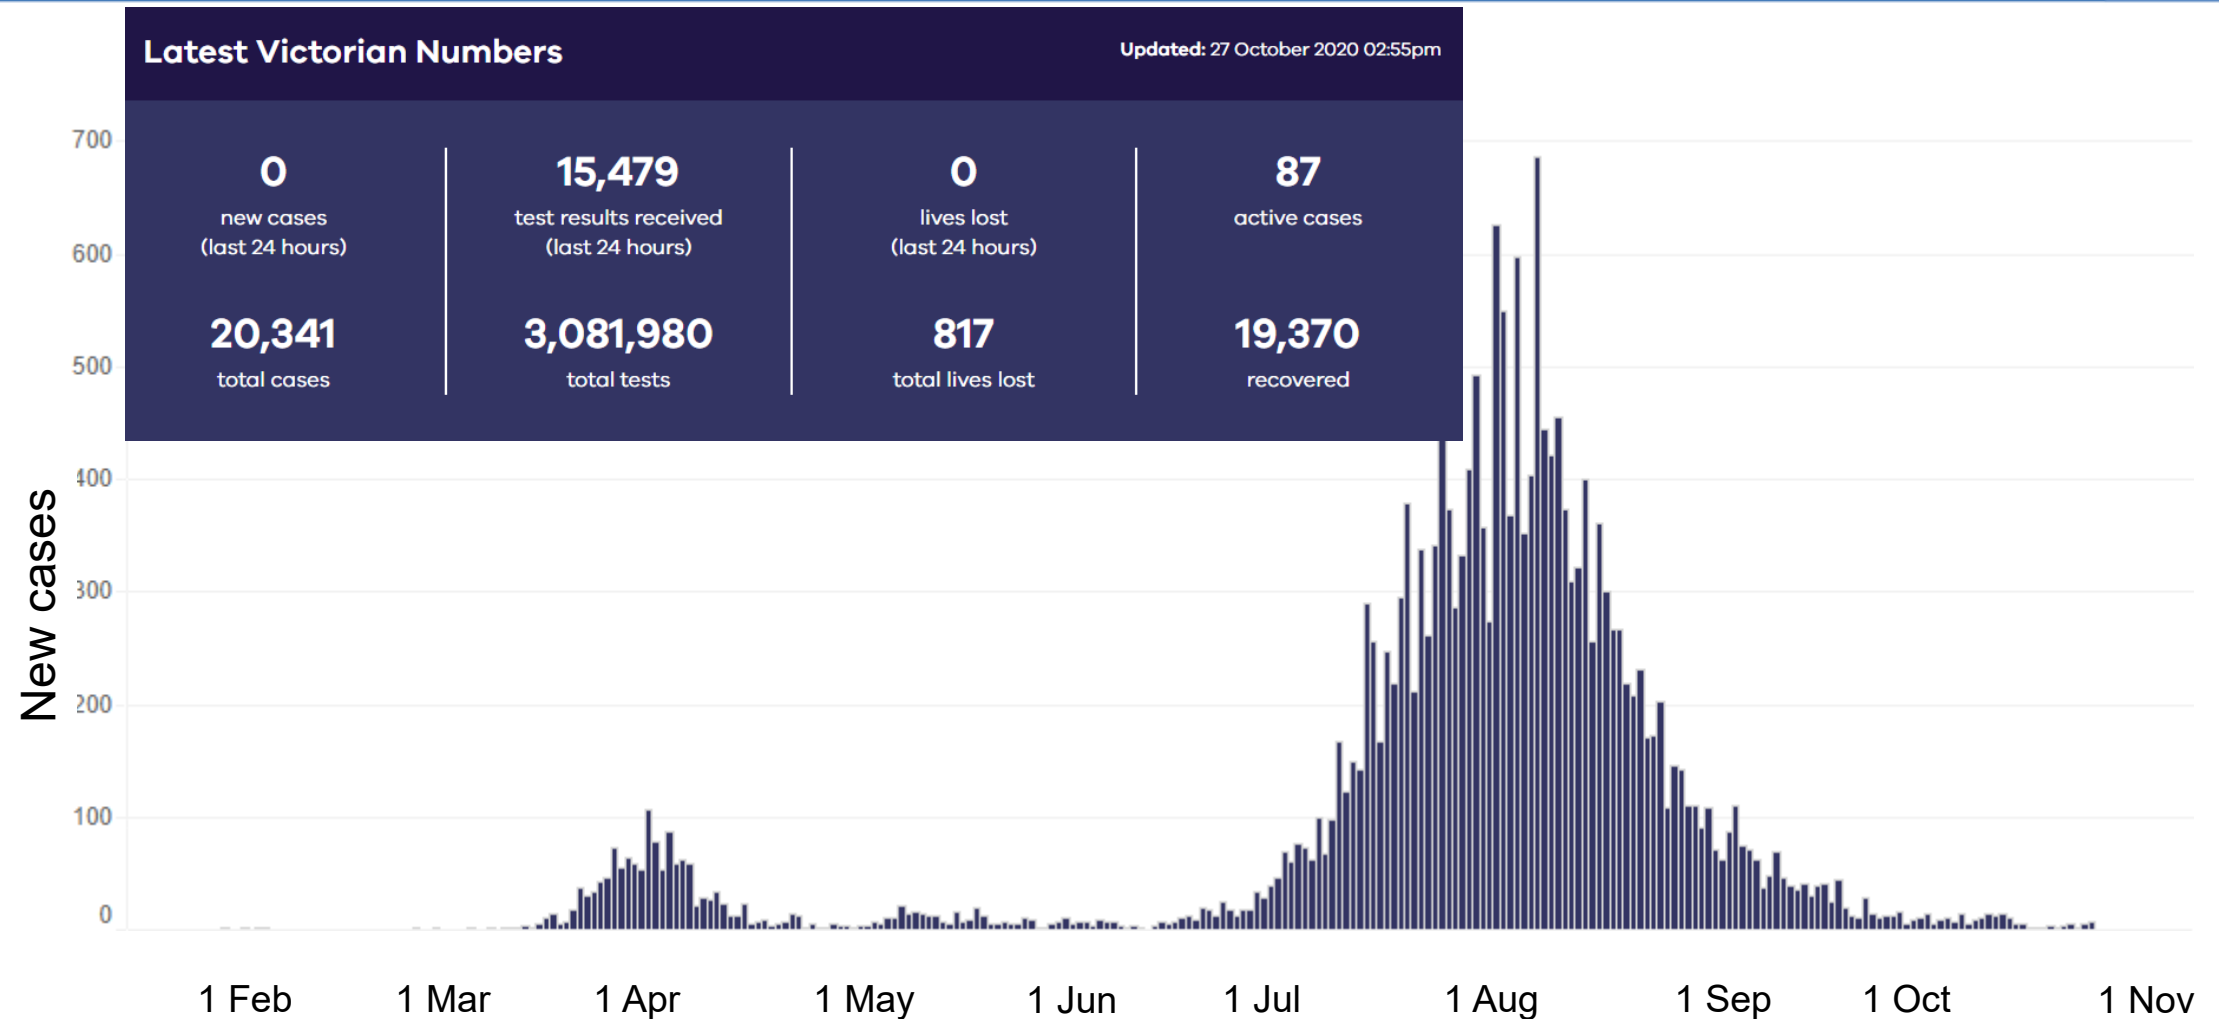 Latest Victorian Numbers
Updated: 27 October 2020 02:55pm
0
new cases
(last 24 hours)
15,479
test results received
(last 24 hours)
0
lives lost
(last 24 hours)
87
active cases
20,341
total cases
3,081,980
total tests
817
total lives lost
19,370
recovered
New cases
700
600
500
400
300
200
100
0
1 Feb
1 Mar
1 Apr
1 May
1 Jun
1 Jul
1 Aug
1 Sep
1 Oct
1 Nov